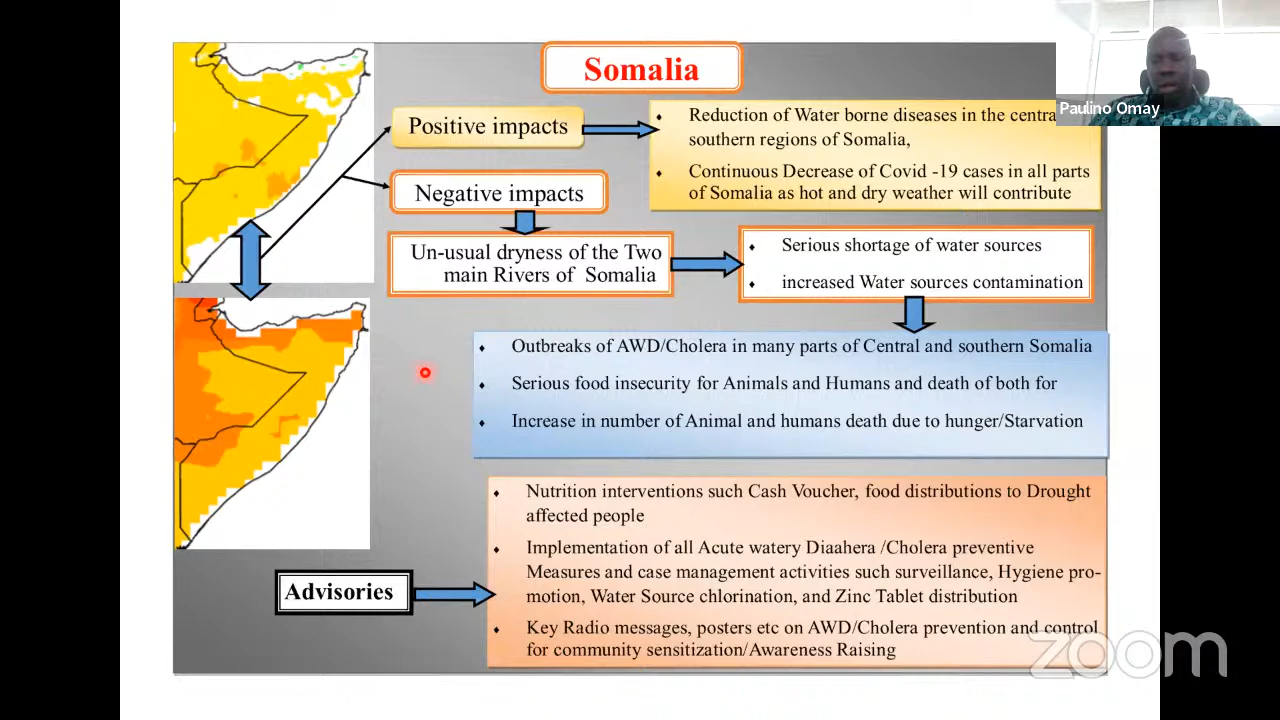 Somalia
Paulino Omay
Positive impacts
Reduction of Water borne diseases in the centra
southern regions of Somalia,
Continuous Decrease of Covid -19 cases in all parts
of Somalia as hot and dry weather will contribute
Negative impacts
Un-usual dryness of the Two
main Rivers of Somalia
Serious shortage of water sources
increased Water sources contamination
Outbreaks of AWD/Cholera in many parts of Central and southern Somalia
Serious food insecurity for Animals and Humans and death of both for
Increase in number of Animal and humans death due to hunger/Starvation
Advisories
Nutrition interventions such Cash Voucher, food distributions to Drought
affected people
Implementation of all Acute watery Diaahera /Cholera preventive
Measures and case management activities such surveillance, Hygiene pro-
motion, Water Source chlorination, and Zinc Tablet distribution
Key Radio messages, posters etc on AWD/Cholera prevention and control
for community sensitization/Awareness Raising
zoom